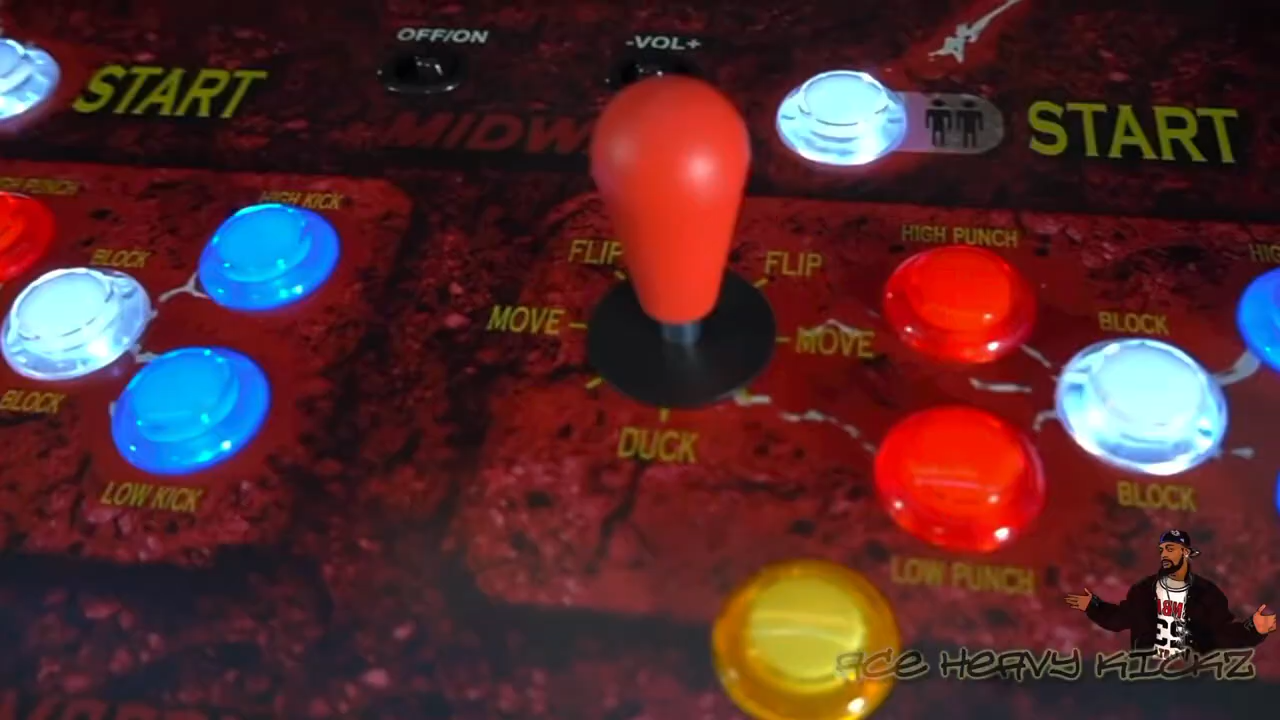 OFF/ON
-VOL+
START
START
MIDW
HIGH PUNCH
HIGH KICK
BLOCK
BLOCK
LOW KICK
FLIP
FLIP
MOVE
MOVE
DUCK
HIGH PUNCH
BLOCK
BLOCK
LOW PUNCH
ACE HEAVY KICKZ